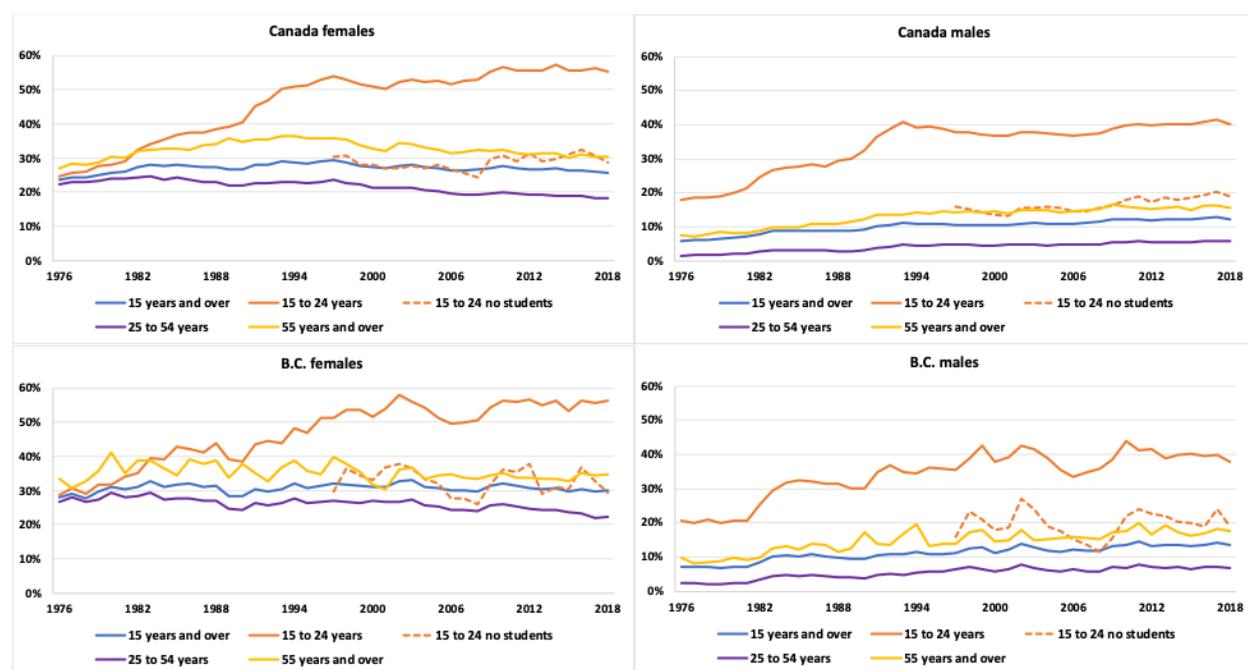 Canada females
60%
50%
40%
30%
20%
10%
0%
1976 1982 1988 1994 2000 2006 2012 2018
15 years and over 15 to 24 years 15 to 24 no students
25 to 54 years 55 years and over
Canada males
60%
50%
40%
30%
20%
10%
0%
1976 1982 1988 1994 2000 2006 2012 2018
15 years and over 15 to 24 years 15 to 24 no students
25 to 54 years 55 years and over
B.C. females
60%
50%
40%
30%
20%
10%
0%
1976 1982 1988 1994 2000 2006 2012 2018
15 years and over 15 to 24 years 15 to 24 no students
25 to 54 years 55 years and over
B.C. males
60%
50%
40%
30%
20%
10%
0%
1976 1982 1988 1994 2000 2006 2012 2018
15 years and over 15 to 24 years 15 to 24 no students
25 to 54 years 55 years and over